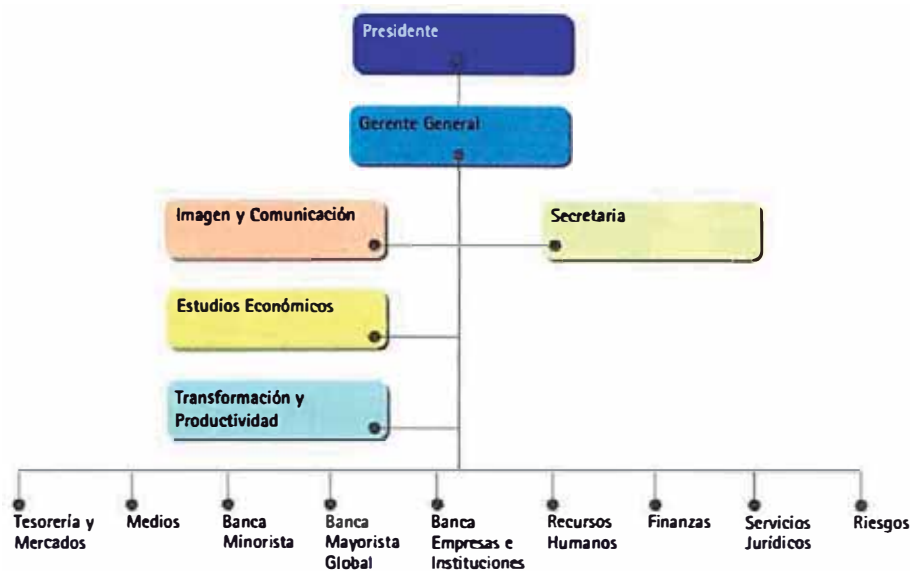 Presidente
Gerente General
Imagen y Comunicación
Secretaria
Estudios Económicos
Transformación y
Productividad
Tesorería y
Mercados
Medios
Banca
Minorista
Banca
Mayorista
Global
Banca
Empresas e
Instituciones
Recursos
Humanos
Finanzas
Servicios
Jurídicos
Riesgos